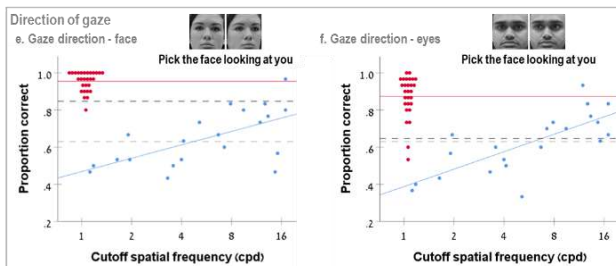 Direction of gaze
e. Gaze direction - face
Pick the face looking at you
Proportion correct
1.0
.8
.6
.4
.2
1
2
4
8
16
Cutoff spatial frequency (cpd)
f. Gaze direction - eyes
Pick the face looking at you
Proportion correct
1.0
.8
.6
.4
.2
1
2
4
8
16
Cutoff spatial frequency (cpd)